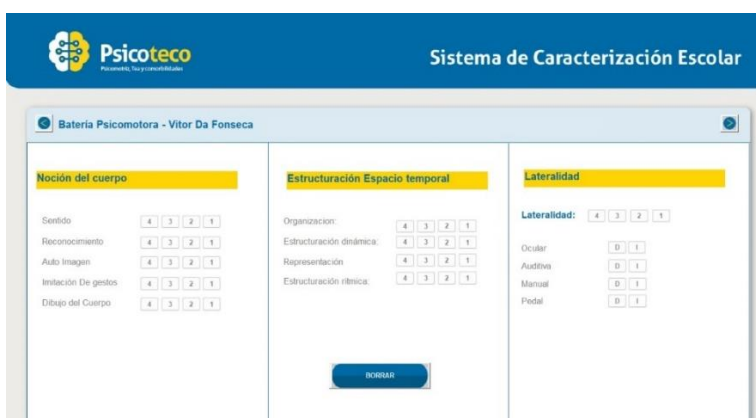 Psicoteco
Sistema de Caracterización Escolar
Batería Psicomotora - Vitor Da Fonseca
Noción del cuerpo
Sentido 4 3 2 1
Reconocimiento 4 3 2 1
Auto Imagen 4 3 2 1
Imitación De gestos 4 3 2 1
Dibujo del Cuerpo 4 3 2 1
Estructuración Espacio temporal
Organizacion: 4 3 2 1
Estructuración dinámica: 4 3 2 1
Representación 4 3 2 1
Estructuración rítmica: 4 3 2 1
BORRAR
Lateralidad
Lateralidad: 4 3 2 1
Ocular D I
Auditiva D I
Manual D I
Pedal D I